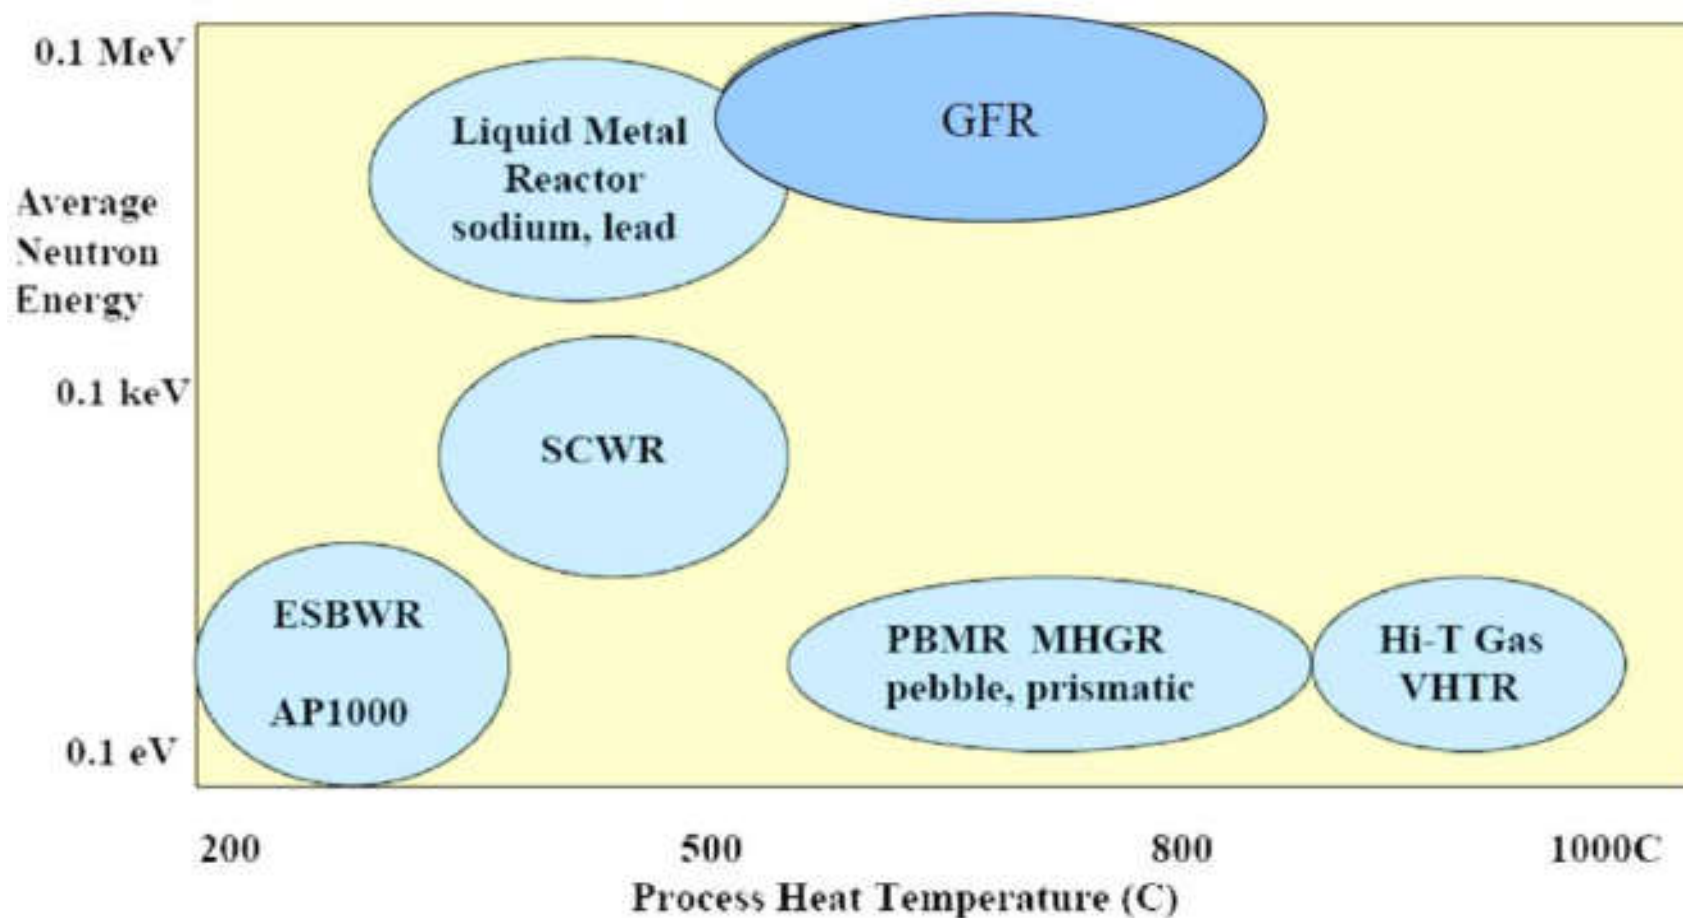 0.1 MeV
GFR
Liquid Metal
Reactor
sodium, lead
Average
Neutron
Energy
0.1 keV
SCWR
ESBWR
AP1000
PBMR MHGR
pebble, prismatic
Hi-T Gas
VHTR
0.1 eV
200 500 800 1000C
Process Heat Temperature (C)